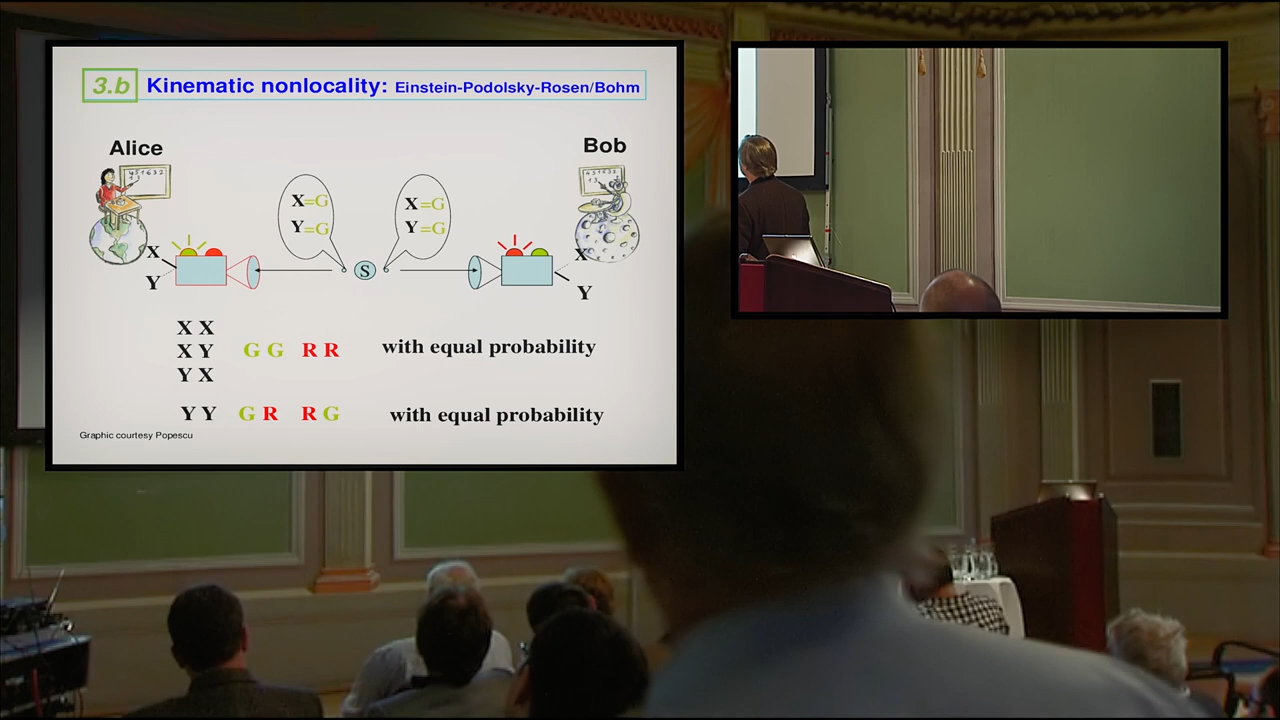 3.b Kinematic nonlocality: Einstein-Podolsky-Rosen/Bohm
Alice
Bob
X=G
Y=G
X=G
Y=G
X
Y
S
X
Y
X X
X Y G G R R with equal probability
Y X
Y Y G R R G with equal probability
Graphic courtesy Popescu